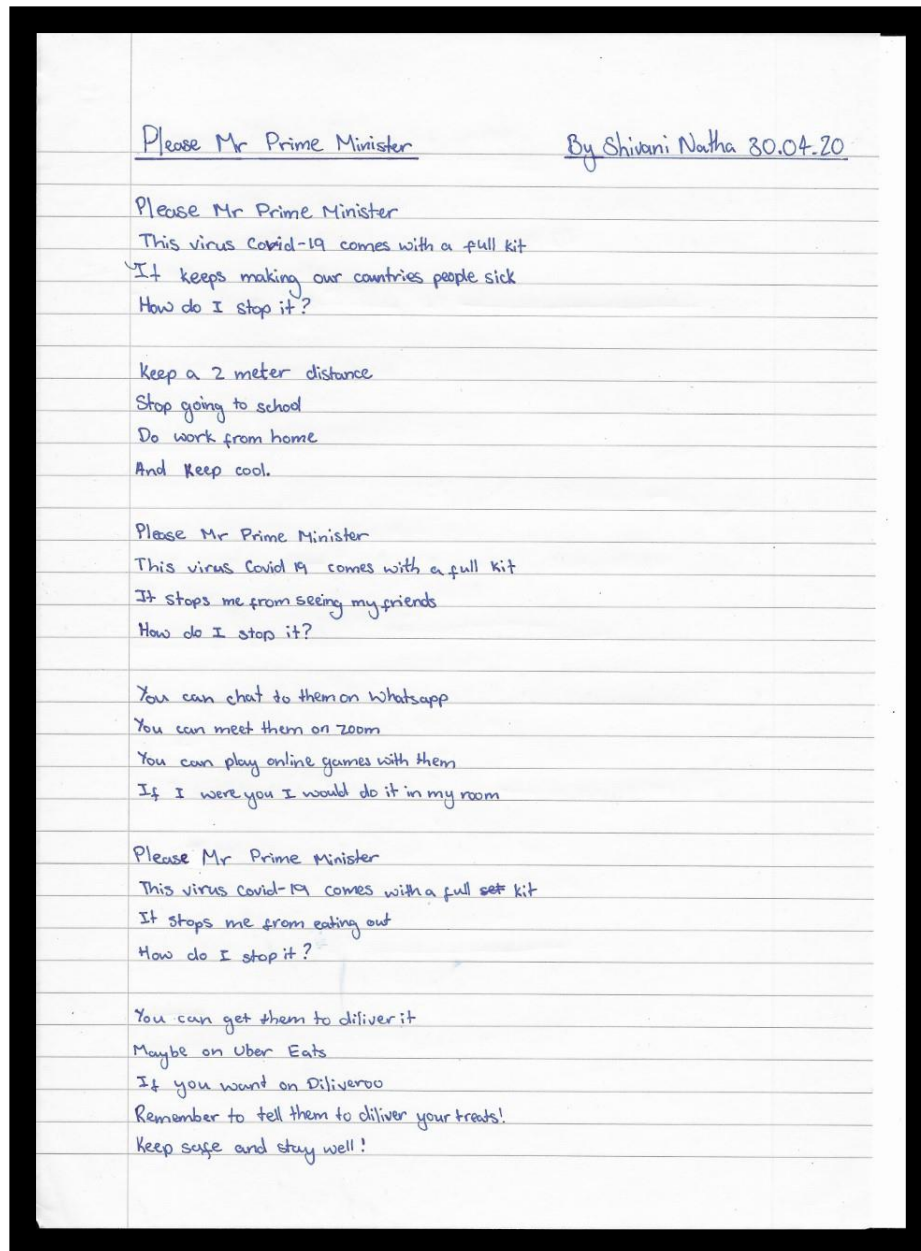 Please Mr Prime Minister By Shivani Natha 30.04.20
Please Mr Prime Minister
This virus Covid-19 comes with a full kit
It keeps making our countries people sick
How do I stop it?
Keep a 2 meter distance
Stop going to school
Do work from home
And Keep cool.
Please Mr Prime Minister
This virus Covid 19 comes with a full kit
It stops me from seeing my friends
How do I stop it?
You can chat to them on Whatsapp
You can meet them on zoom
You can play online games with them
If I were you I would do it in my room
Please Mr Prime Minister
This virus covid-19 comes with a full set kit
It stops me from eating out
How do I stop it?
You can get them to diliver it
Maybe on Uber Eats
If you want on Diliveroo
Remember to tell them to diliver your treats!
Keep safe and stay well!